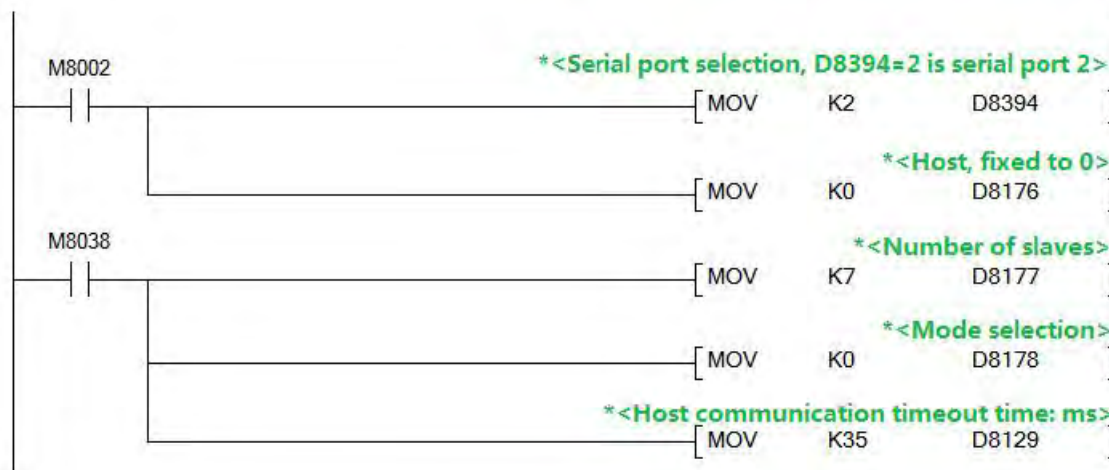 *<Serial port selection, D8394=2 is serial port 2>
M8002
[ MOV K2 D8394 ]
*<Host, fixed to 0>
[ MOV K0 D8176 ]
M8038
*<Number of slaves>
[ MOV K7 D8177 ]
*<Mode selection>
[ MOV K0 D8178 ]
*<Host communication timeout time: ms>
[ MOV K35 D8129 ]